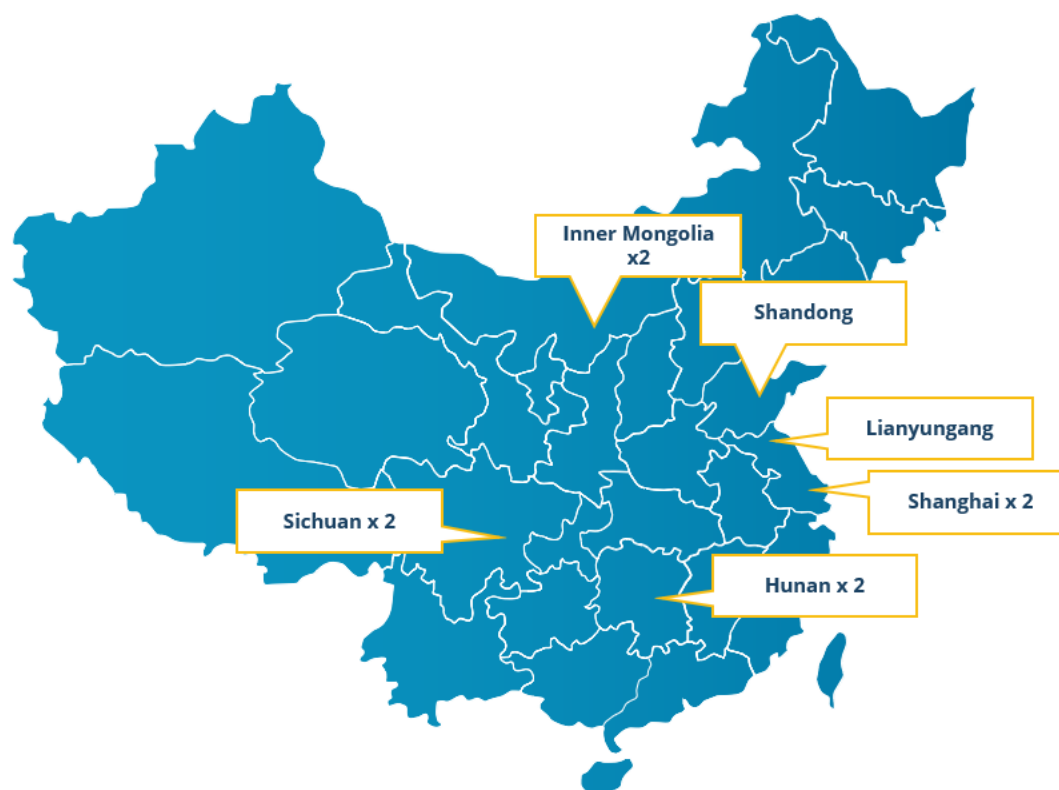 Inner Mongolia
x2
Shandong
Lianyungang
Shanghai x 2
Sichuan x 2
Hunan x 2